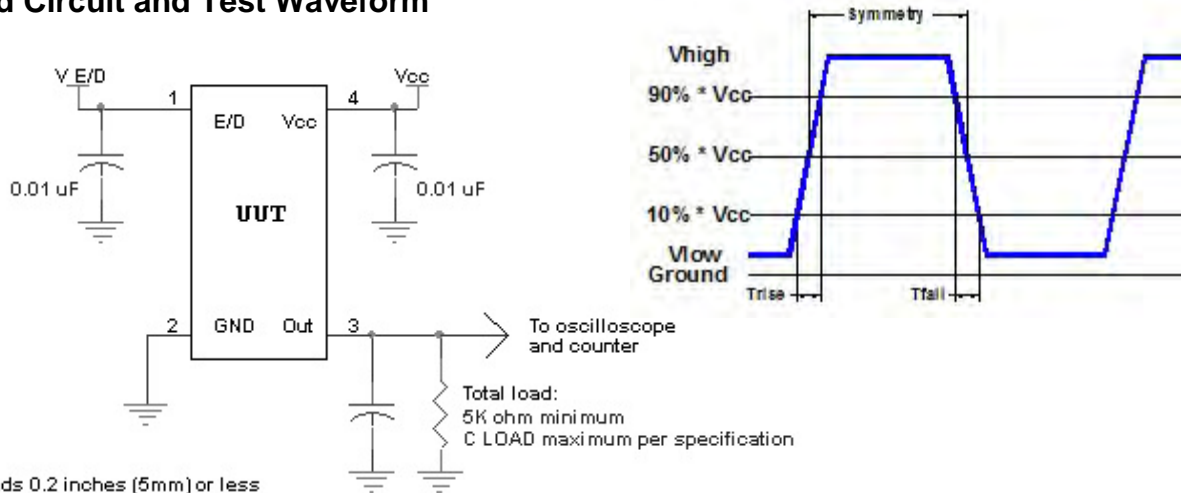 d Circuit and Test Waveform
V E/D
Vcc
1
4
E/D Vcc
0.01 uF
0.01 uF
UUT
2
GND Out
3
To oscilloscope
and counter
Total load:
5K ohm minimum
C LOAD maximum per specification
ds 0.2 inches (5mm) or less
Symmetry
Vhigh
90% * Vcc
50% * Vcc
10% * Vcc
Vlow
Ground
Trise
Tfall